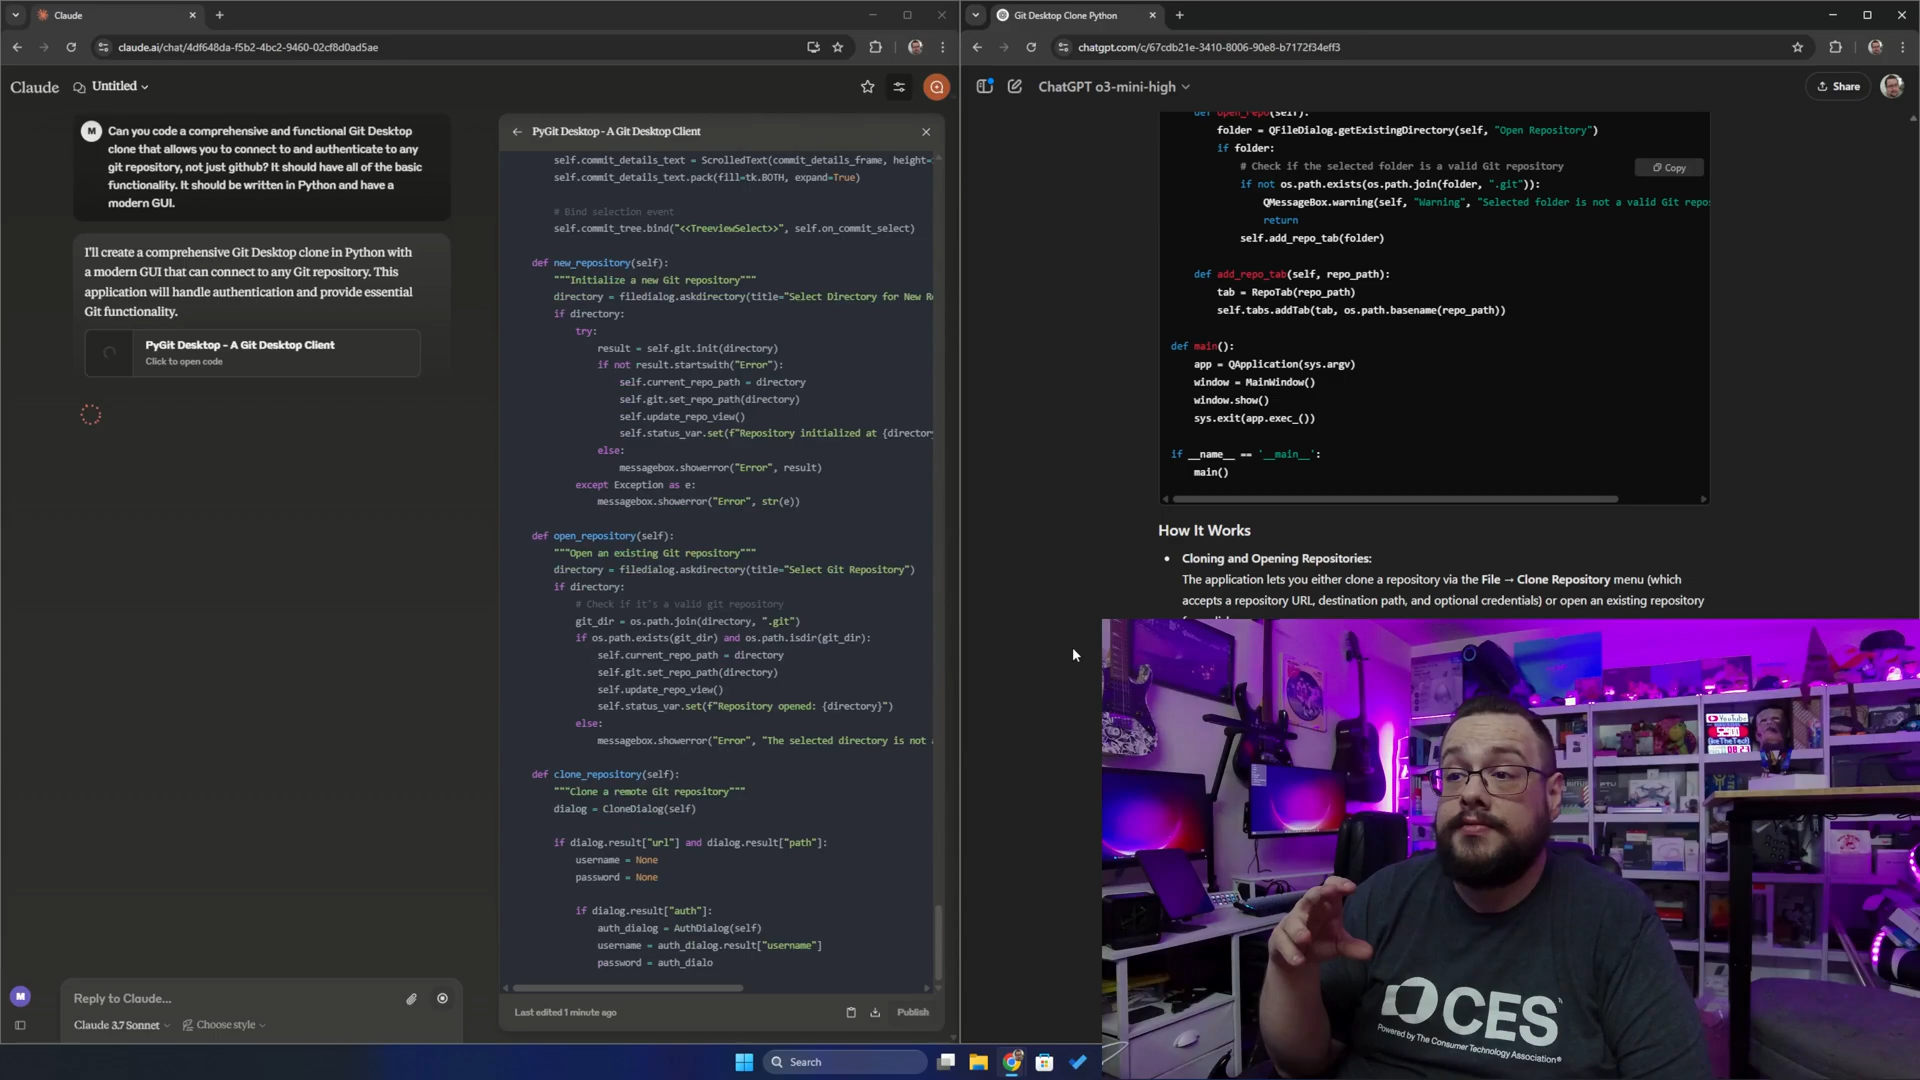 Claude
claude.ai/chat/4df648da-f5b2-4bc2-9460-02cf8d0ad5ae
Claude
Untitled
M
Can you code a comprehensive and functional Git Desktop
clone that allows you to connect to and authenticate to any
git repository, not just github? It should have all of the basic
functionality. It should be written in Python and have a
modern GUI.
I'll create a comprehensive Git Desktop clone in Python with
a modern GUI that can connect to any Git repository. This
application will handle authentication and provide essential
Git functionality.
PyGit Desktop - A Git Desktop Client
Click to open code
M
Reply to Claude...
Claude 3.7 Sonnet
Choose style
PyGit Desktop - A Git Desktop Client
self.commit_details_text = ScrolledText(commit_details_frame, height=
self.commit_details_text.pack(fill=tk.BOTH, expand=True)
# Bind selection event
self.commit_tree.bind("<<TreeviewSelect>>", self.on_commit_select)
def new_repository(self):
"""Initialize a new Git repository"""
directory = filedialog.askdirectory(title="Select Directory for New R
if directory:
try:
result = self.git.init(directory)
if not result.startswith("Error"):
self.current_repo_path = directory
self.git.set_repo_path(directory)
self.update_repo_view()
self.status_var.set(f"Repository initialized at {director
else:
messagebox.showerror("Error", result)
except Exception as e:
messagebox.showerror("Error", str(e))
def open_repository(self):
"""Open an existing Git repository"""
directory = filedialog.askdirectory(title="Select Git Repository")
if directory:
# Check if it's a valid git repository
git_dir = os.path.join(directory, ".git")
if os.path.exists(git_dir) and os.path.isdir(git_dir):
self.current_repo_path = directory
self.git.set_repo_path(directory)
self.update_repo_view()
self.status_var.set(f"Repository opened: {directory}")
else:
messagebox.showerror("Error", "The selected directory is not
def clone_repository(self):
"""Clone a remote Git repository"""
dialog = CloneDialog(self)
if dialog.result["url"] and dialog.result["path"]:
username = None
password = None
if dialog.result["auth"]:
auth_dialog = AuthDialog(self)
username = auth_dialog.result["username"]
password = auth_dialo
Last edited 1 minute ago
Publish
Git Desktop Clone Python
chatgpt.com/c/67cdb21e-3410-8006-90e8-b7172f34eff3
ChatGPT o3-mini-high
Share
def open_repo(self):
folder = QFileDialog.getExistingDirectory(self, "Open Repository")
if folder:
# Check if the selected folder is a valid Git repository
Copy
if not os.path.exists(os.path.join(folder, ".git")):
QMessageBox.warning(self, "Warning", "Selected folder is not a valid Git repos
return
self.add_repo_tab(folder)
def add_repo_tab(self, repo_path):
tab = RepoTab(repo_path)
self.tabs.addTab(tab, os.path.basename(repo_path))
def main():
app = QApplication(sys.argv)
window = MainWindow()
window.show()
sys.exit(app.exec_())
if __name__ == '__main__':
main()
How It Works
• Cloning and Opening Repositories:
The application lets you either clone a repository via the File → Clone Repository menu (which
accepts a repository URL, destination path, and optional credentials) or open an existing repository
YouTube
52900
CES
Powered by The Consumer Technology Association®
Search